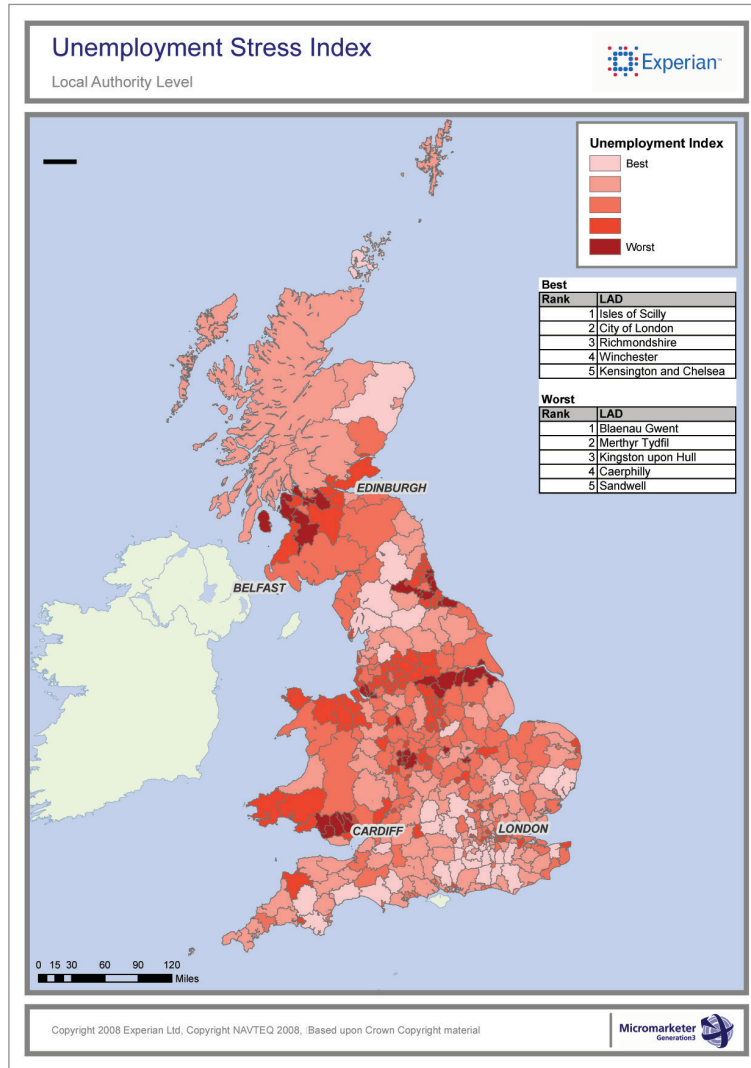 Unemployment Stress Index
Local Authority Level
Experian™
Unemployment Index
Best
Worst
Best
Rank LAD
1 Isles of Scilly
2 City of London
3 Richmondshire
4 Winchester
5 Kensington and Chelsea
Worst
Rank LAD
1 Blaenau Gwent
2 Merthyr Tydfil
3 Kingston upon Hull
4 Caerphilly
5 Sandwell
EDINBURGH
BELFAST
CARDIFF
LONDON
0 15 30 60 90 120
Miles
Copyright 2008 Experian Ltd, Copyright NAVTEQ 2008, :Based upon Crown Copyright material
Micromarketer
Generation3